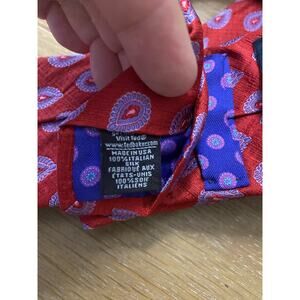 Visit Ted@
www.tedbaker.com
MADE IN USA
100% ITALIAN
SILK
FABRIQUÉ AUX
ÉTATS-UNIS
100% SOIE
ITALIENS